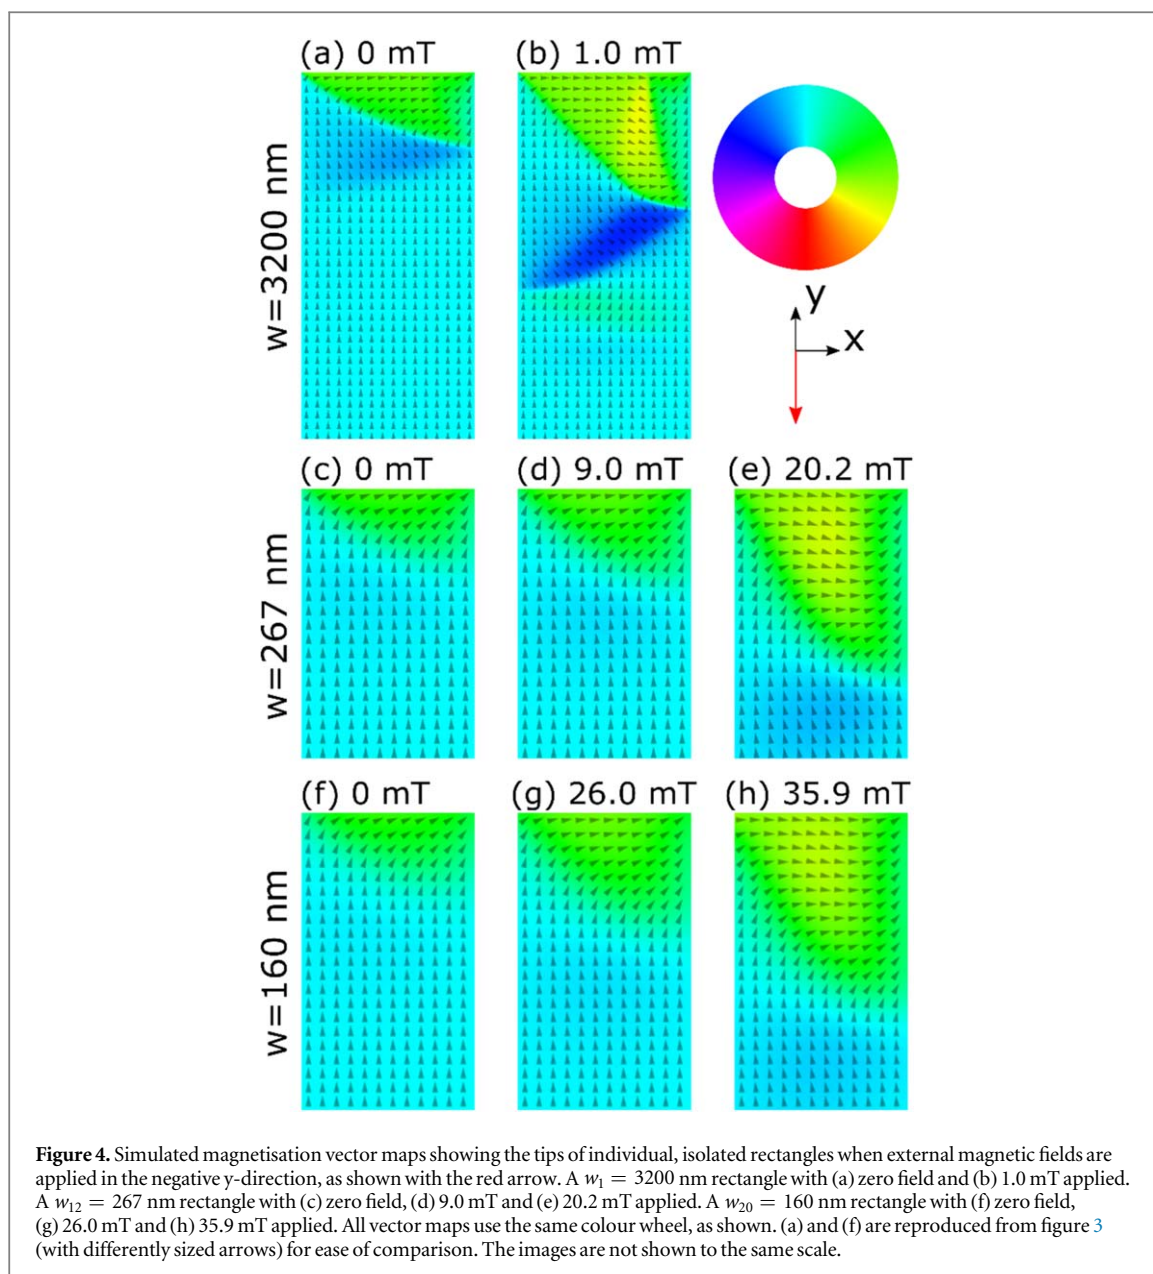 (a) 0 mT
(b) 1.0 mT
w=3200 nm
y
x
(c) 0 mT
(d) 9.0 mT
(e) 20.2 mT
w=267 nm
(f) 0 mT
(g) 26.0 mT
(h) 35.9 mT
w=160 nm
Figure 4. Simulated magnetisation vector maps showing the tips of individual, isolated rectangles when external magnetic fields are
applied in the negative y-direction, as shown with the red arrow. A w₁ = 3200 nm rectangle with (a) zero field and (b) 1.0 mT applied.
A w₁₂ = 267 nm rectangle with (c) zero field, (d) 9.0 mT and (e) 20.2 mT applied. A w₂₀ = 160 nm rectangle with (f) zero field,
(g) 26.0 mT and (h) 35.9 mT applied. All vector maps use the same colour wheel, as shown. (a) and (f) are reproduced from figure 3
(with differently sized arrows) for ease of comparison. The images are not shown to the same scale.